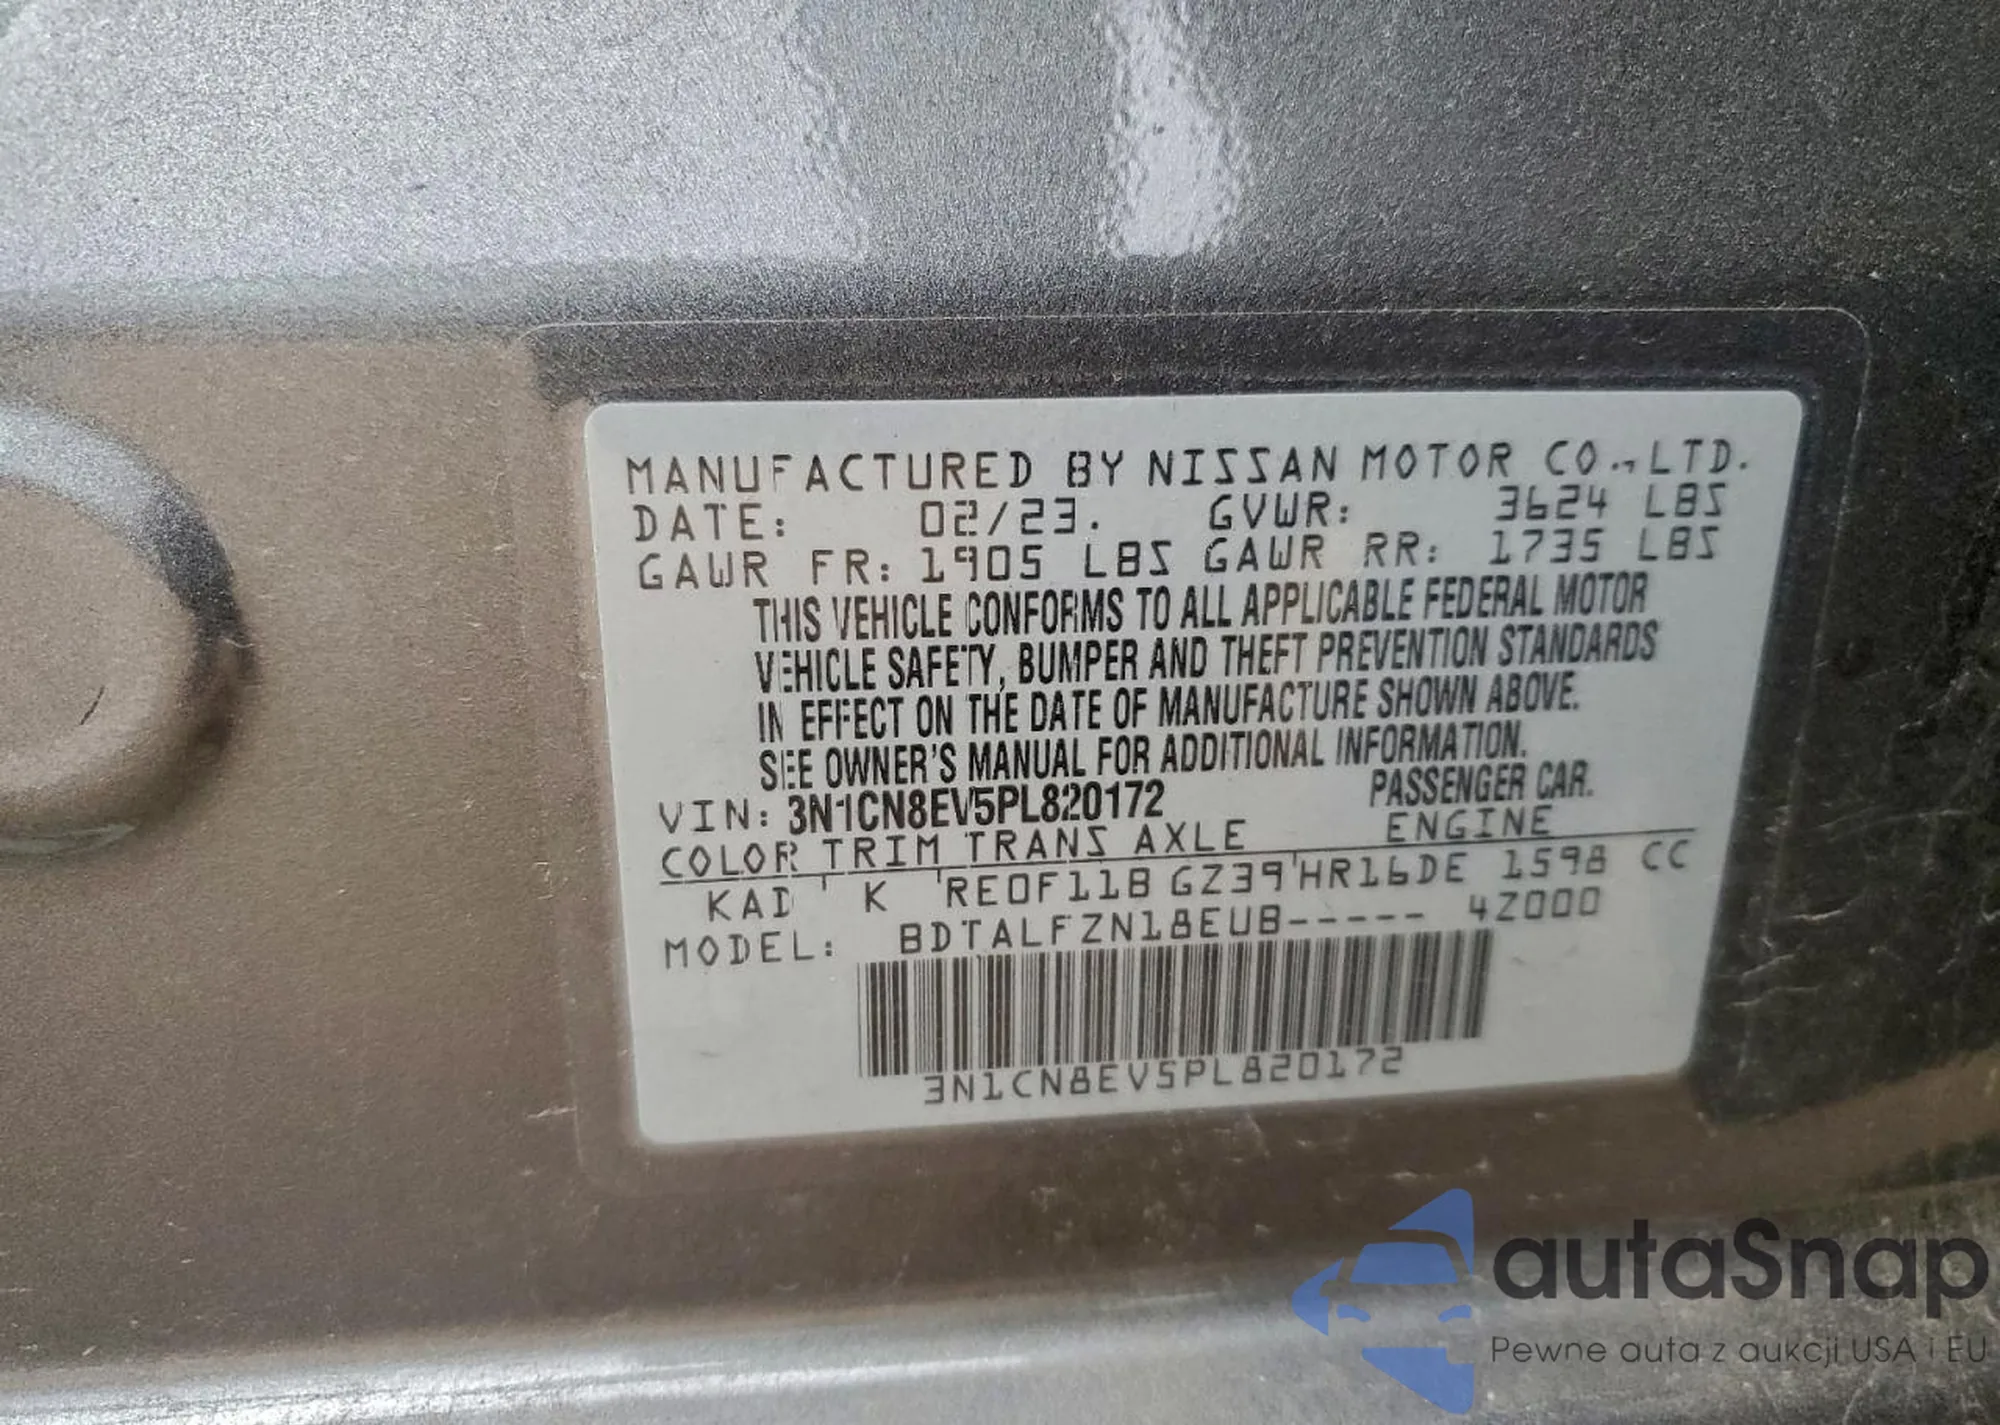 MANUFACTURED BY NISSAN MOTOR CO., LTD.
DATE: 02/23. GVWR: 3624 LBS
GAWR FR: 1905 LBS GAWR RR: 1735 LBS
THIS VEHICLE CONFORMS TO ALL APPLICABLE FEDERAL MOTOR
VEHICLE SAFETY, BUMPER AND THEFT PREVENTION STANDARDS
IN EFFECT ON THE DATE OF MANUFACTURE SHOWN ABOVE.
SEE OWNER'S MANUAL FOR ADDITIONAL INFORMATION.
VIN: 3N1CN8EV5PL820172 PASSENGER CAR.
COLOR TRIM TRANS AXLE ENGINE
KAD K RE0F11B GZ39 HR16DE 1598 CC
MODEL: BDTALFZN18EUB----- 4Z000
3N1CN8EV5PL820172
autaSnap
Pewne auta z aukcji USA i EU